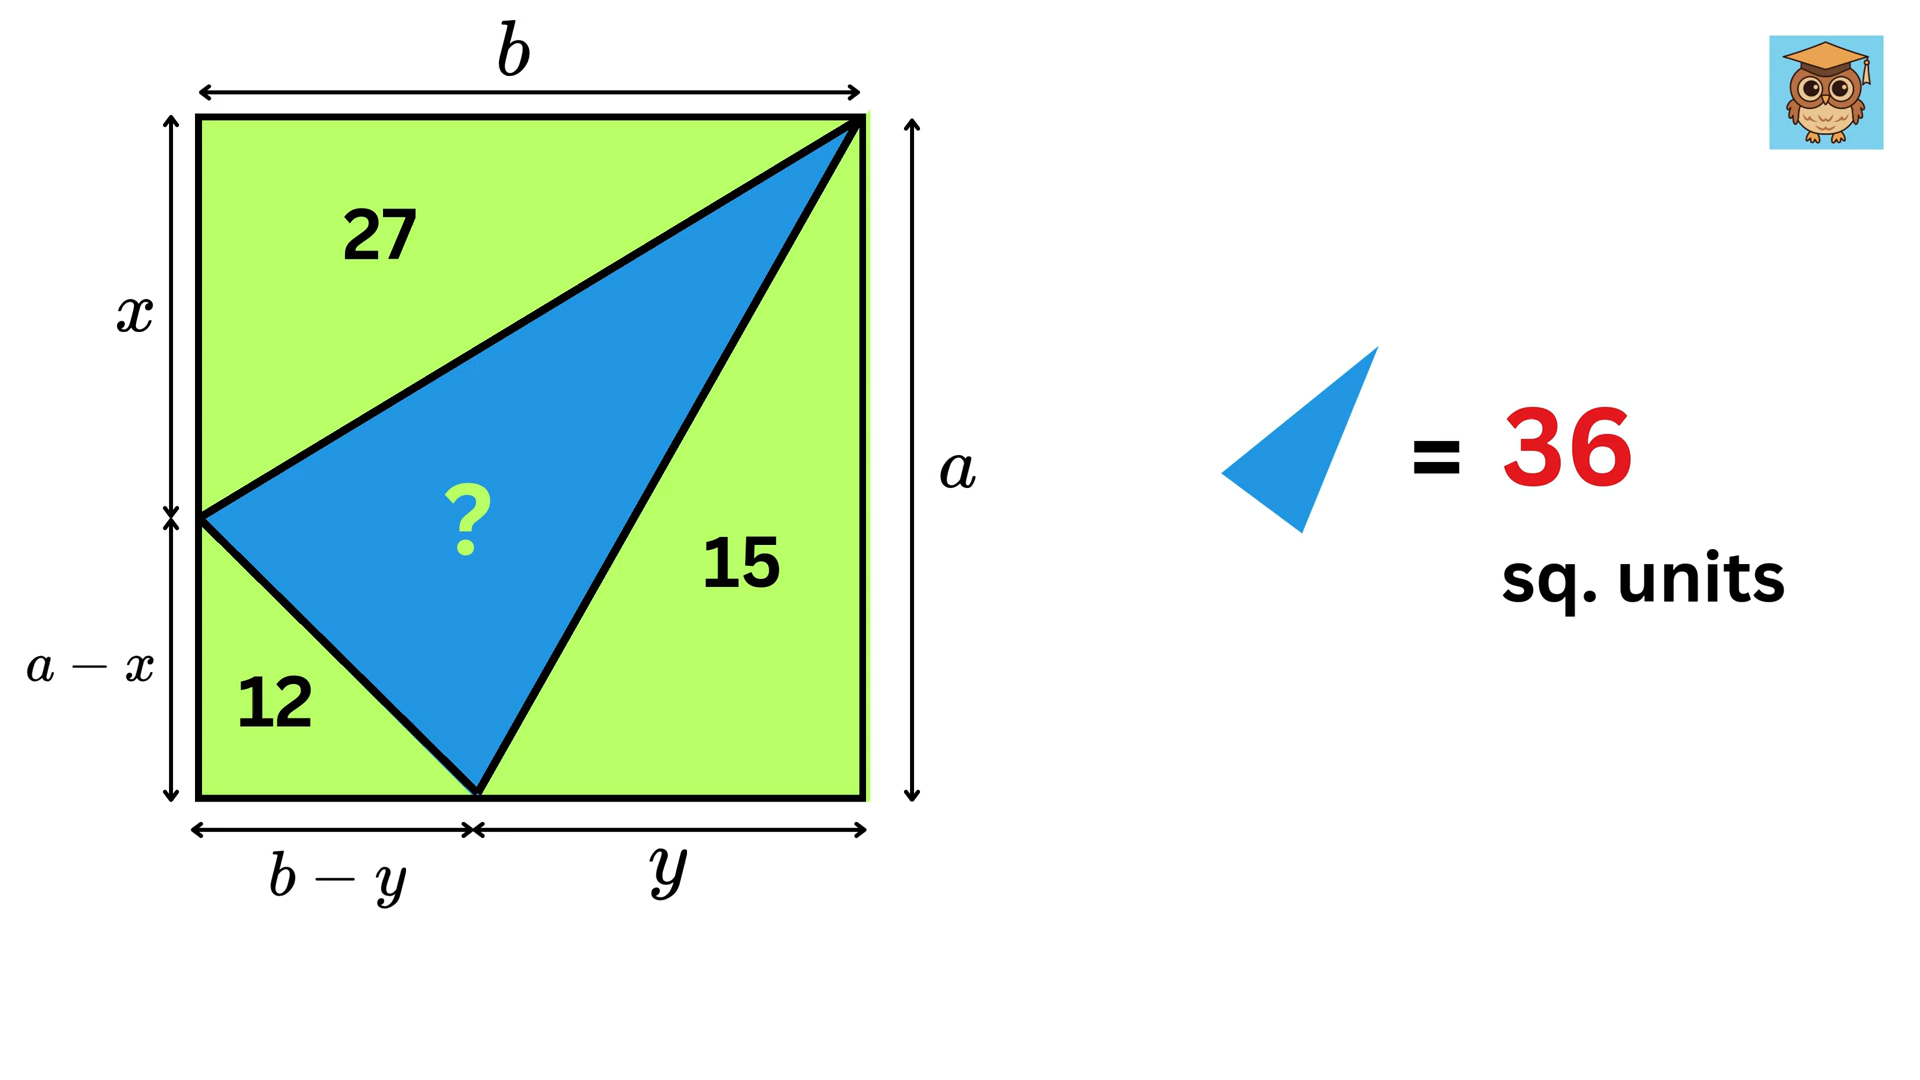 b
27
x
a
?
= 36
15
sq. units
a − x
12
b − y
y